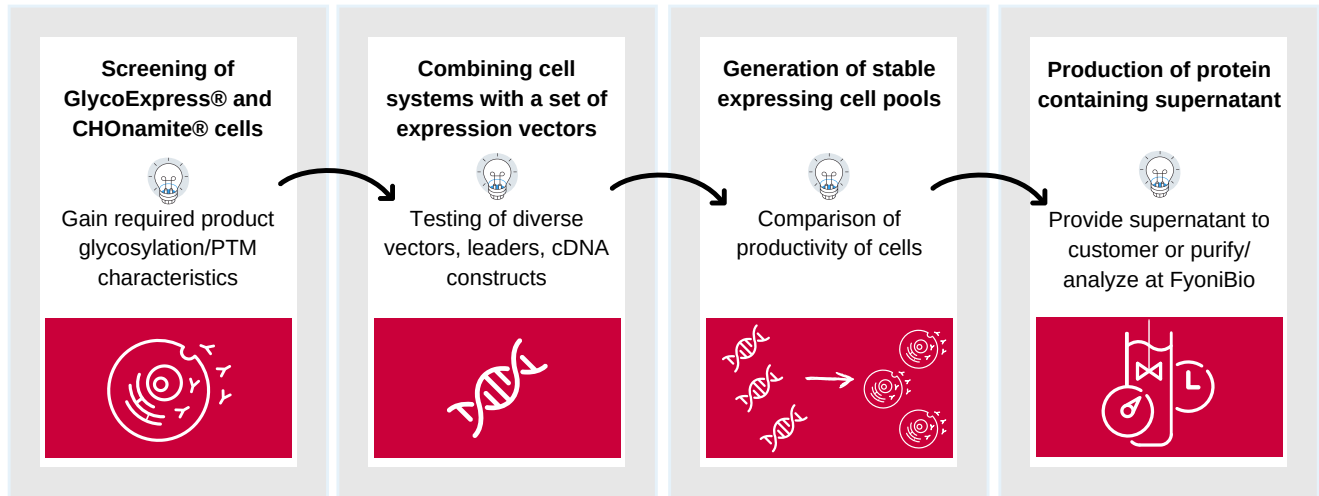 Screening of
GlycoExpress® and
CHOnamite® cells
Gain required product
glycosylation/PTM
characteristics
Combining cell
systems with a set of
expression vectors
Testing of diverse
vectors, leaders, cDNA
constructs
Generation of stable
expressing cell pools
Comparison of
productivity of cells
Production of protein
containing supernatant
Provide supernatant to
customer or purify/
analyze at FyoniBio